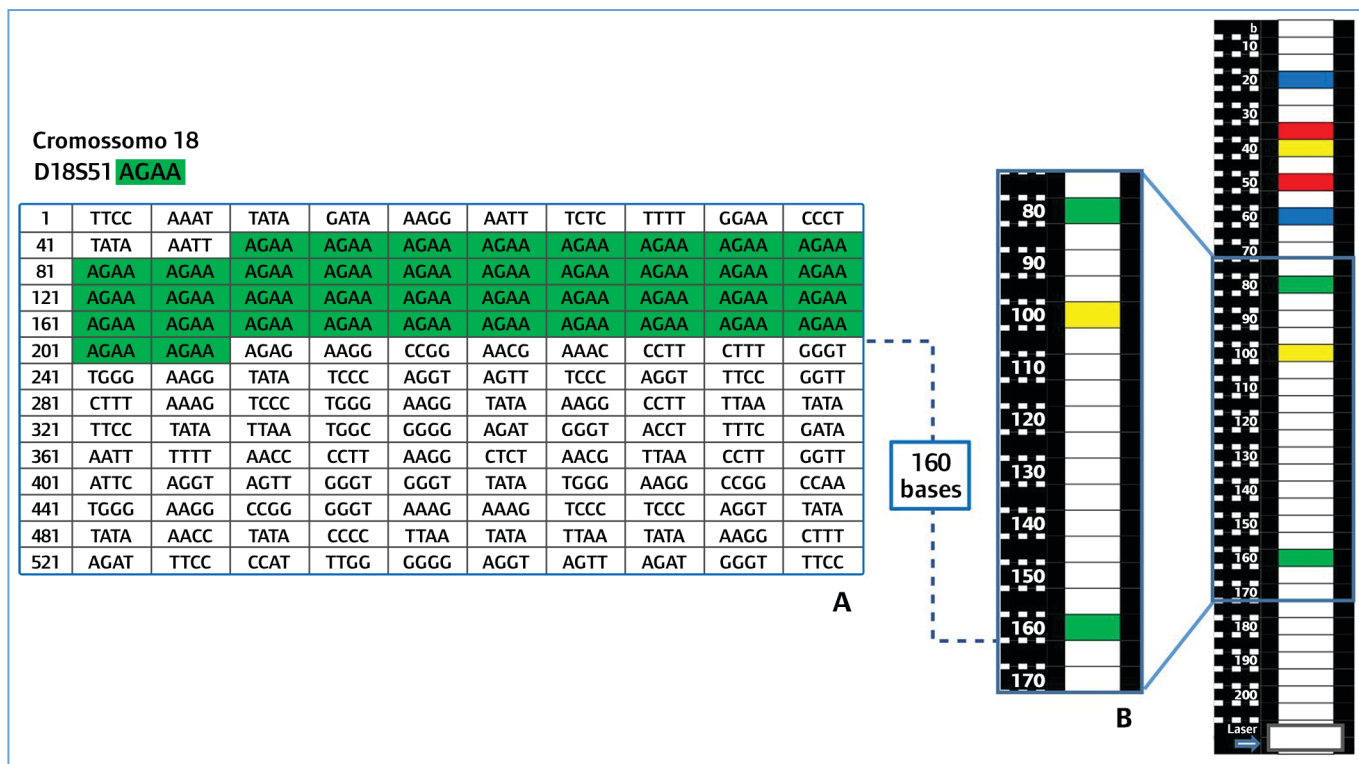 Cromossomo 18
D18S51 AGAA
1 TTCC AAAT TATA GATA AAGG AATT TCTC TTTT GGAA CCCT
41 TATA AATT AGAA AGAA AGAA AGAA AGAA AGAA AGAA AGAA
81 AGAA AGAA AGAA AGAA AGAA AGAA AGAA AGAA AGAA AGAA
121 AGAA AGAA AGAA AGAA AGAA AGAA AGAA AGAA AGAA AGAA
161 AGAA AGAA AGAA AGAA AGAA AGAA AGAA AGAA AGAA AGAA
201 AGAA AGAA AGAG AAGG CCGG AACG AAAC CCTT CTTT GGGT
241 TGGG AAGG TATA TCCC AGGT AGTT TCCC AGGT TTCC GGTT
281 CTTT AAAG TCCC TGGG AAGG TATA AAGG CCTT TTAA TATA
321 TTCC TATA TTAA TGGC GGGG AGAT GGGT ACCT TTTC GATA
361 AATT TTTT AACC CCTT AAGG CTCT AACG TTAA CCTT GGTT
401 ATTC AGGT AGTT GGGT GGGT TATA TGGG AAGG CCGG CCAA
441 TGGG AAGG CCGG GGGT AAAG AAAG TCCC TCCC AGGT TATA
481 TATA AACC TATA CCCC TTAA TATA TTAA TATA AAGG CTTT
521 AGAT TTCC CCAT TTGG GGGG AGGT AGTT AGAT GGGT TTCC
A
160
bases
80
90
100
110
120
130
140
150
160
170
B
b
10
20
30
40
50
60
70
80
90
100
110
120
130
140
150
160
170
180
190
200
Laser